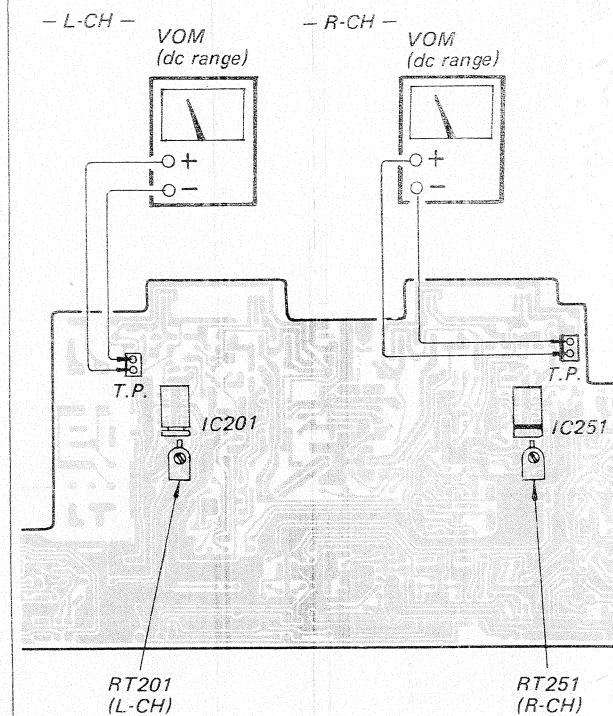 – L-CH –
VOM
(dc range)
+
–
– R-CH –
VOM
(dc range)
+
–
T.P.
IC201
T.P.
IC251
RT201
(L-CH)
RT251
(R-CH)